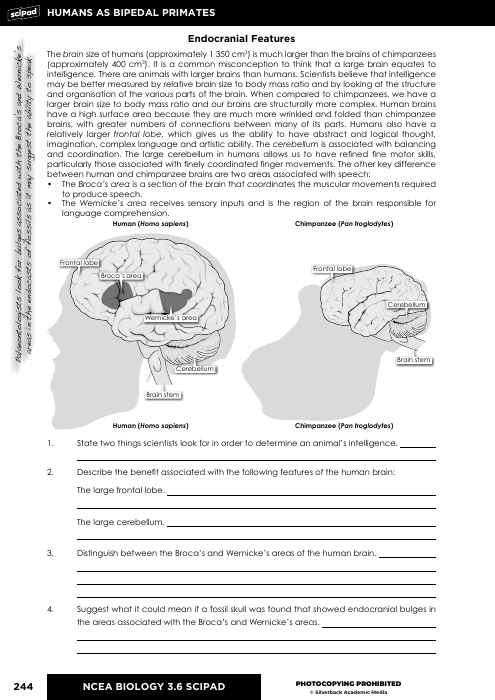 scipad
HUMANS AS BIPEDAL PRIMATES
Palaeontologists look for bulges associated with the Broca's and Wernicke's
areas in the endocasts of fossils as it may suggest the ability to speak.
Endocranial Features
The brain size of humans (approximately 1 350 cm³) is much larger than the brains of chimpanzees
(approximately 400 cm³). It is a common misconception to think that a large brain equates to
intelligence. There are animals with larger brains than humans. Scientists believe that intelligence
may be better measured by relative brain size to body mass ratio and by looking at the structure
and organisation of the various parts of the brain. When compared to chimpanzees, we have a
larger brain size to body mass ratio and our brains are structurally more complex. Human brains
have a high surface area because they are much more wrinkled and folded than chimpanzee
brains, with greater numbers of connections between many of its parts. Humans also have a
relatively larger frontal lobe, which gives us the ability to have abstract and logical thought,
imagination, complex language and artistic ability. The cerebellum is associated with balancing
and coordination. The large cerebellum in humans allows us to have refined fine motor skills,
particularly those associated with coordinated finger movements. The other key difference
between human and chimpanzee brains are two areas associated with speech:
• The Broca's area is a section of the brain that coordinates the muscular movements required
to produce speech.
• The Wernicke's area receives sensory inputs and is the region of the brain responsible for
language comprehension.
Human (Homo sapiens)
Chimpanzee (Pan troglodytes)
Frontal lobe
Broca's area
Wernicke's area
Cerebellum
Brain stem
Frontal lobe
Cerebellum
Brain stem
Human (Homo sapiens)
Chimpanzee (Pan troglodytes)
1. State two things scientists look for in order to determine an animal's intelligence.
2. Describe the benefit associated with the following features of the human brain:
The large frontal lobe.
The large cerebellum.
3. Distinguish between the Broca's and Wernicke's areas of the human brain.
4. Suggest what it could mean if a fossil skull was found that showed endocranial bulges in
the areas associated with the Broca's and Wernicke's areas.
244
NCEA BIOLOGY 3.6 SCIPAD
PHOTOCOPYING PROHIBITED
© Silverback Academic Media